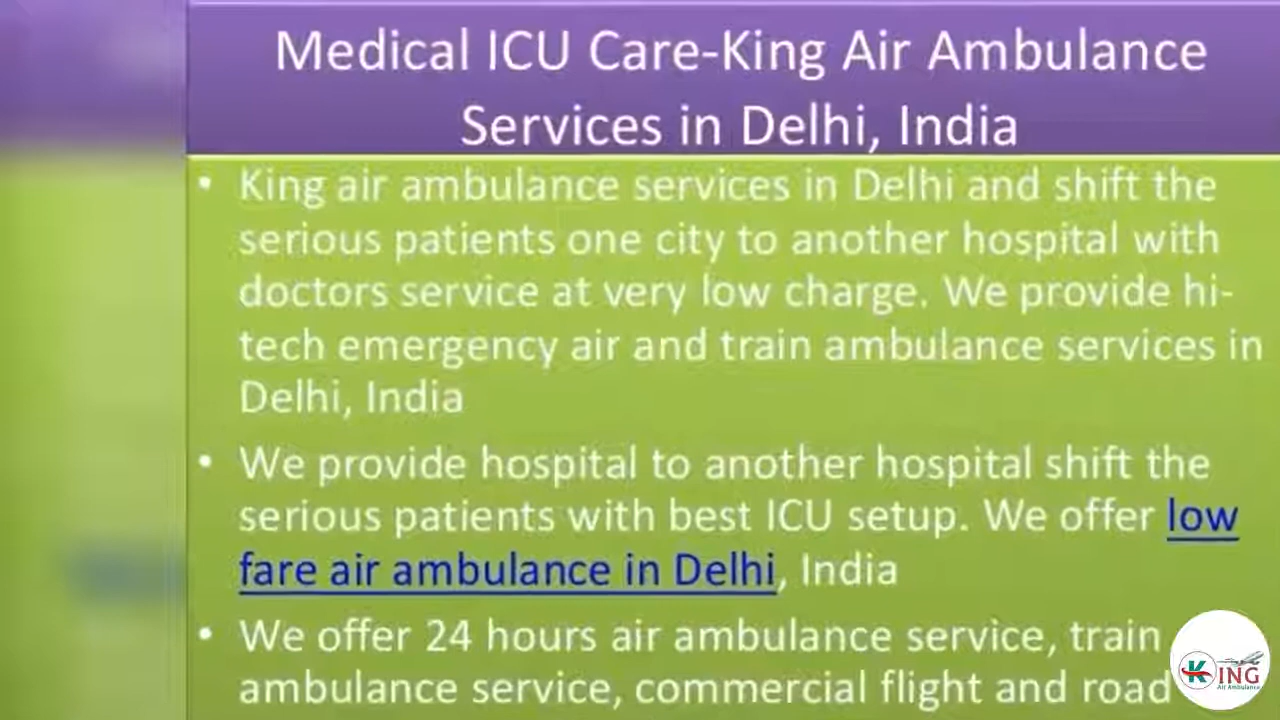 Medical ICU Care-King Air Ambulance
Services in Delhi, India
• King air ambulance services in Delhi and shift the
serious patients one city to another hospital with
doctors service at very low charge. We provide hi-
tech emergency air and train ambulance services in
Delhi, India
• We provide hospital to another hospital shift the
serious patients with best ICU setup. We offer low
fare air ambulance in Delhi, India
• We offer 24 hours air ambulance service, train
ambulance service, commercial flight and road
KING
Air Ambulance